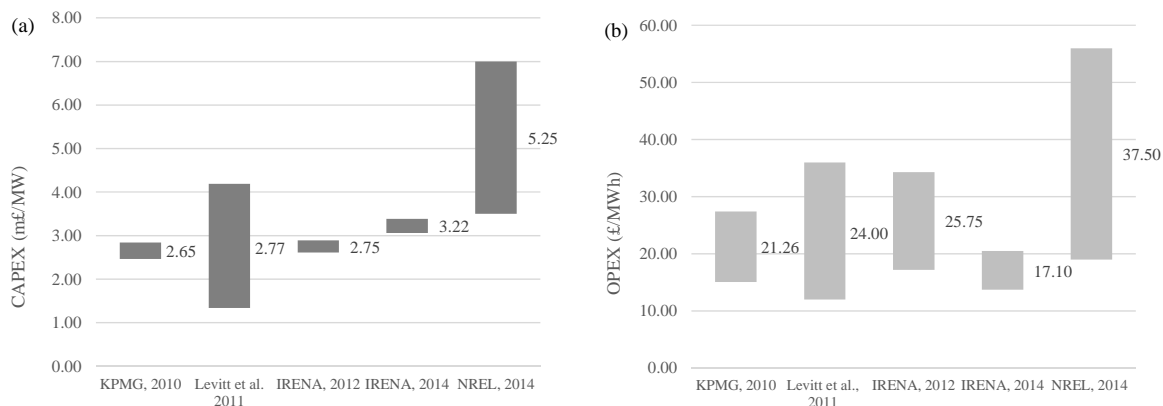 (a)
CAPEX (m£/MW)
8.00
7.00
6.00
5.00
4.00
3.00
2.00
1.00
0.00
2.65
2.77
2.75
3.22
5.25
KPMG, 2010
Levitt et al.
2011
IRENA, 2012
IRENA, 2014
NREL, 2014
(b)
OPEX (£/MWh)
60.00
50.00
40.00
30.00
20.00
10.00
0.00
21.26
24.00
25.75
17.10
37.50
KPMG, 2010
Levitt et al.,
2011
IRENA, 2012
IRENA, 2014
NREL, 2014